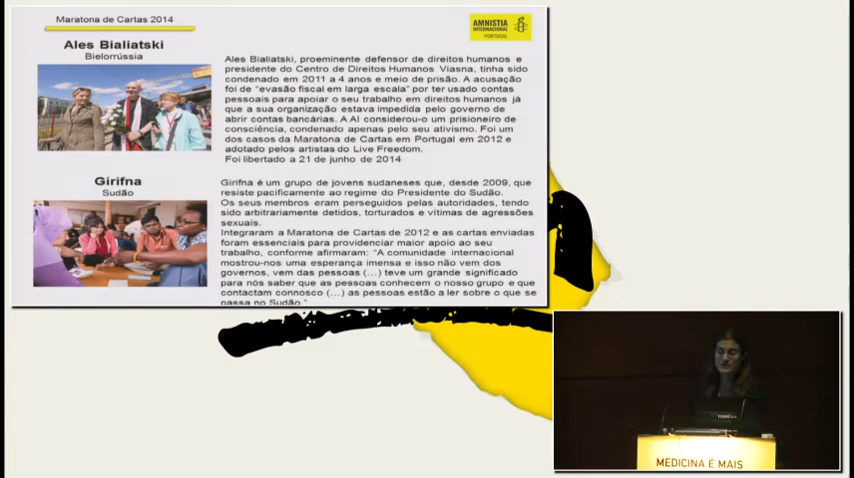 Maratona de Cartas 2014
AMNISTIA
INTERNACIONAL
PORTUGAL
Ales Bialiatski
Bielorrússia
Ales Bialiatski, proeminente defensor de direitos humanos e
presidente do Centro de Direitos Humanos Viasna, tinha sido
condenado em 2011 a 4 anos e meio de prisão. A acusação
foi de “evasão fiscal em larga escala” por ter usado contas
pessoais para apoiar o seu trabalho em direitos humanos já
que a sua organização estava impedida pelo governo de
abrir contas bancárias. A AI considerou-o um prisioneiro de
consciência, condenado apenas pelo seu ativismo. Foi um
dos casos da Maratona de Cartas em Portugal em 2012 e
adotado pelos artistas do Live Freedom.
Foi libertado a 21 de junho de 2014
Girifna
Sudão
Girifna é um grupo de jovens sudaneses que, desde 2009, que
resiste pacificamente ao regime do Presidente do Sudão.
Os seus membros eram perseguidos pelas autoridades, tendo
sido arbitrariamente detidos, torturados e vítimas de agressões
sexuais.
Integraram a Maratona de Cartas de 2012 e as cartas enviadas
foram essenciais para providenciar maior apoio ao seu
trabalho, conforme afirmaram: “A comunidade internacional
mostrou-nos uma esperança imensa e isso não vem dos
governos, vem das pessoas (…) teve um grande significado
para nós saber que as pessoas conhecem o nosso grupo e que
contactam connosco (…) as pessoas estão a ler sobre o que se
passa no Sudão.”
MEDICINA É MAIS